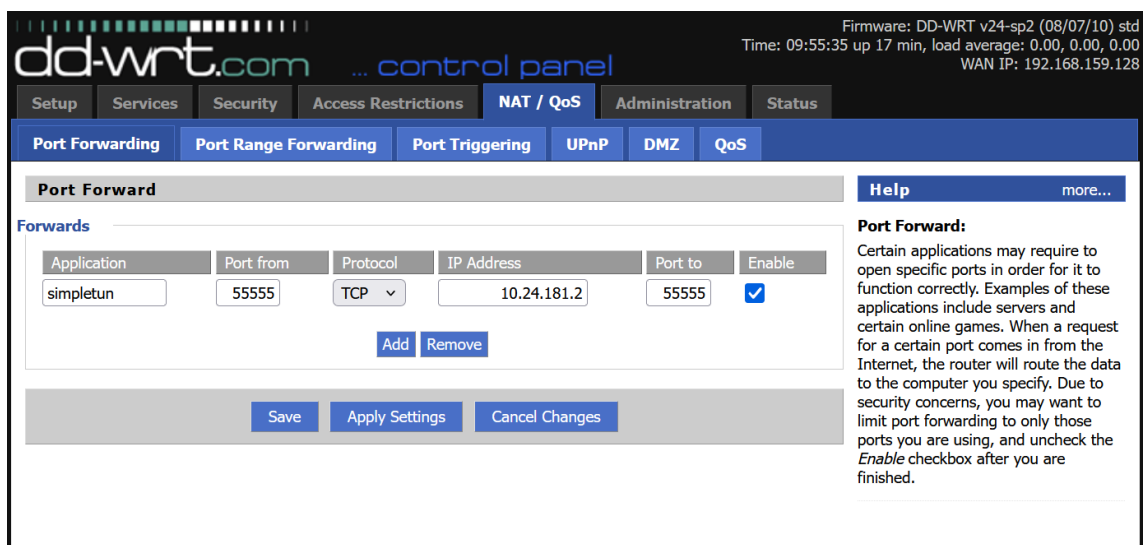 Firmware: DD-WRT v24-sp2 (08/07/10) std
Time: 09:55:35 up 17 min, load average: 0.00, 0.00, 0.00
WAN IP: 192.168.159.128
dd-wrt.com ... control panel
Setup Services Security Access Restrictions NAT / QoS Administration Status
Port Forwarding Port Range Forwarding Port Triggering UPnP DMZ QoS
Port Forward
Forwards
Application Port from Protocol IP Address Port to Enable
simpletun 55555 TCP 10.24.181.2 55555
Add Remove
Save Apply Settings Cancel Changes
Help more...
Port Forward:
Certain applications may require to
open specific ports in order for it to
function correctly. Examples of these
applications include servers and
certain online games. When a request
for a certain port comes in from the
Internet, the router will route the data
to the computer you specify. Due to
security concerns, you may want to
limit port forwarding to only those
ports you are using, and uncheck the
Enable checkbox after you are
finished.